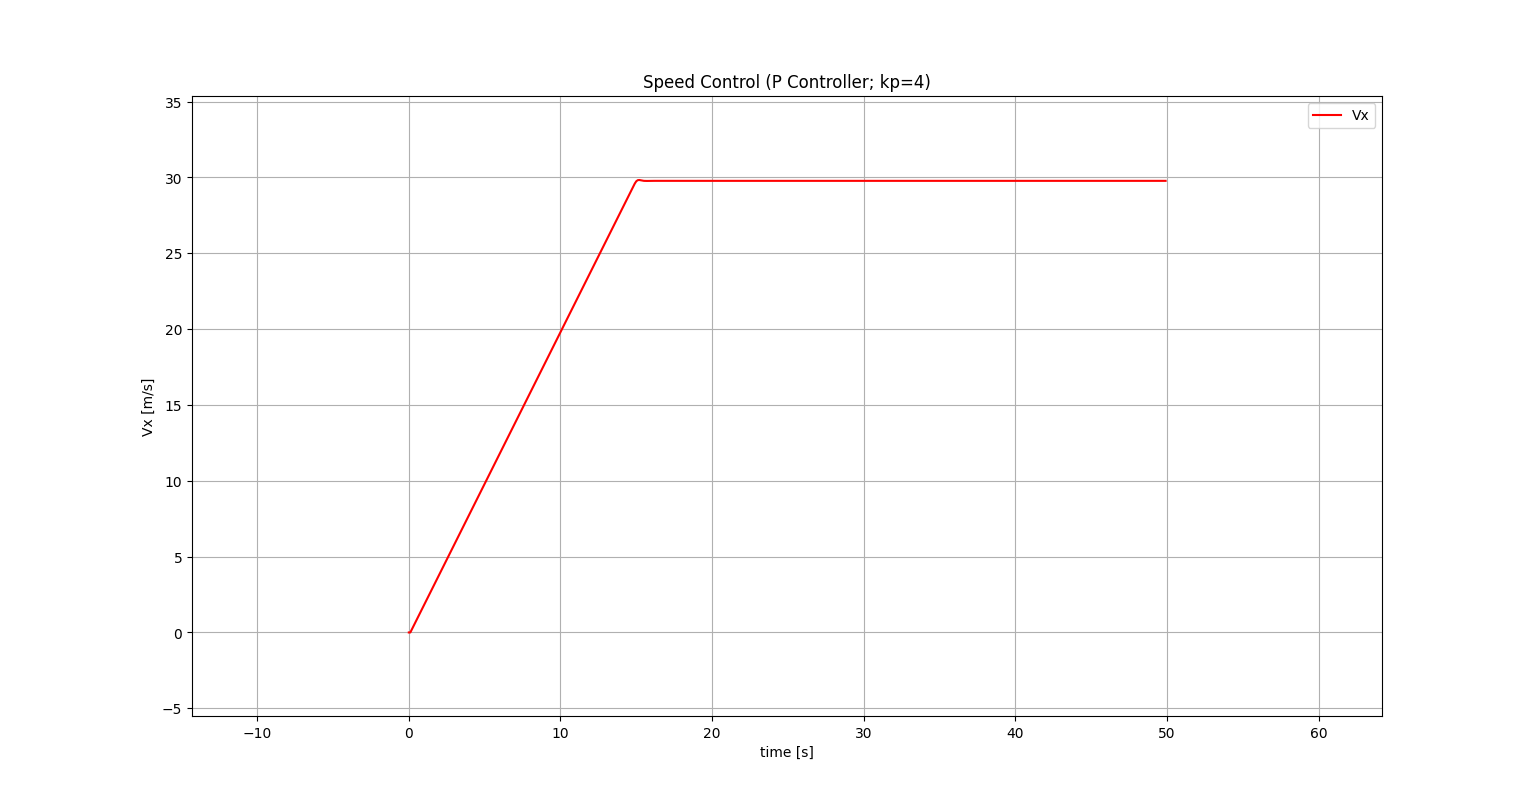 Speed Control (P Controller; kp=4)
Vx
35
30
25
20
15
10
5
0
−5
Vx [m/s]
−10 0 10 20 30 40 50 60
time [s]